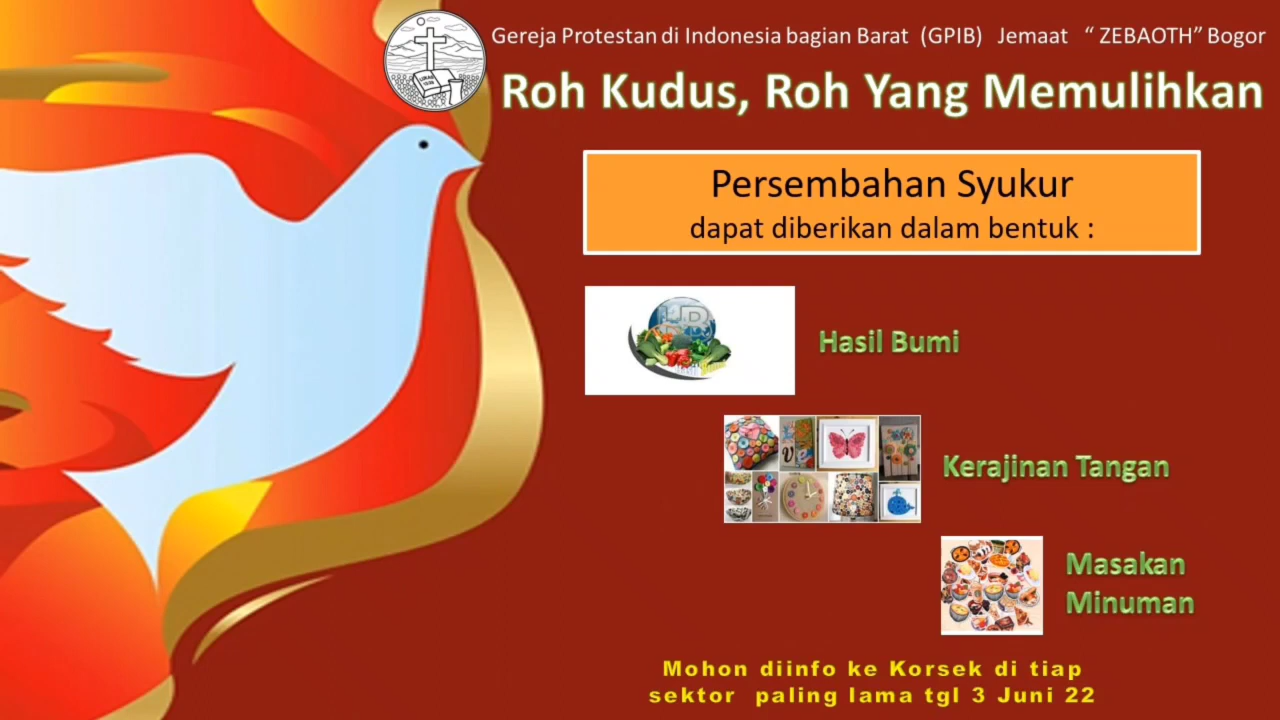 Gereja Protestan di Indonesia bagian Barat (GPIB) Jemaat “ ZEBAOTH” Bogor
Roh Kudus, Roh Yang Memulihkan
Persembahan Syukur
dapat diberikan dalam bentuk :
Hasil Bumi
Kerajinan Tangan
Masakan
Minuman
Mohon diinfo ke Korsek di tiap
sektor paling lama tgl 3 Juni 22